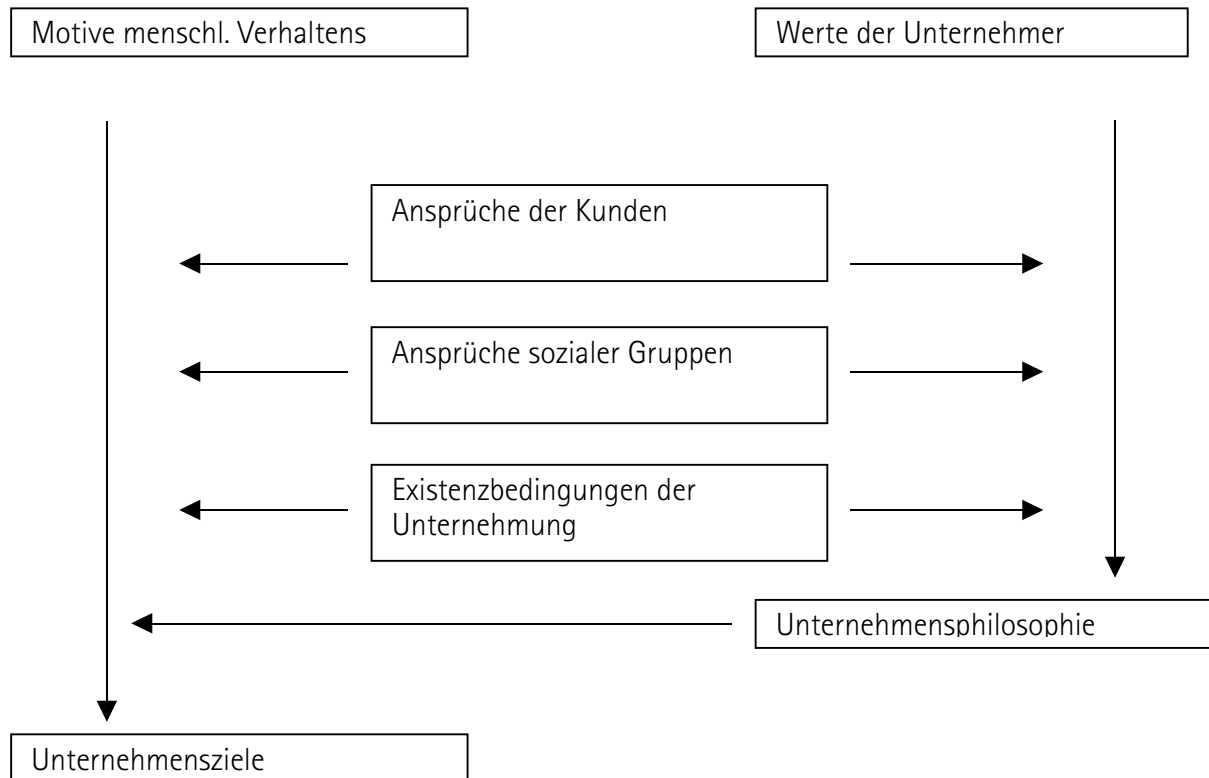 Motive menschl. Verhaltens
Werte der Unternehmer
Ansprüche der Kunden
Ansprüche sozialer Gruppen
Existenzbedingungen der
Unternehmung
Unternehmensphilosophie
Unternehmensziele